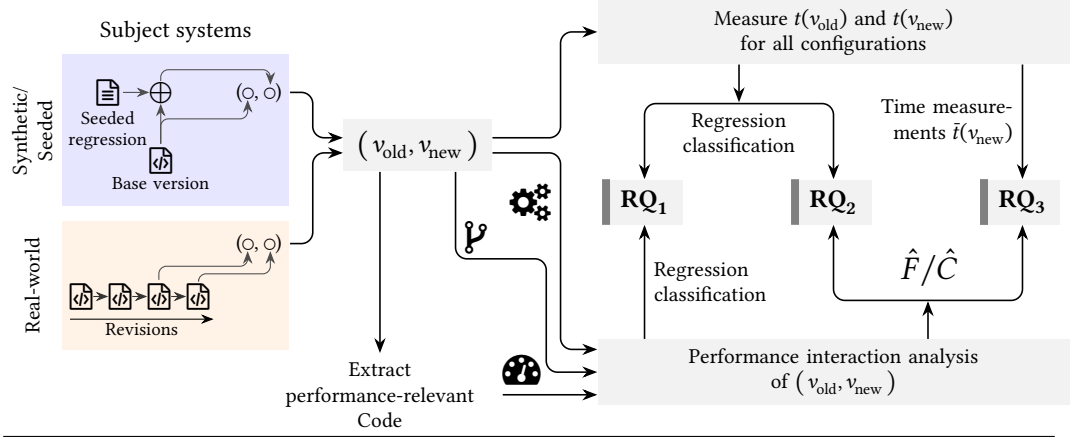 Subject systems
Synthetic/
Seeded
Seeded
regression
Base version
(○, ○)
Real-world
(○, ○)
Revisions
(v_old, v_new)
Extract
performance-relevant
Code
Measure t(v_old) and t(v_new)
for all configurations
Regression
classification
Time measure-
ments t̄(v_new)
RQ₁
RQ₂
RQ₃
Regression
classification
F̂/Ĉ
Performance interaction analysis
of (v_old, v_new)